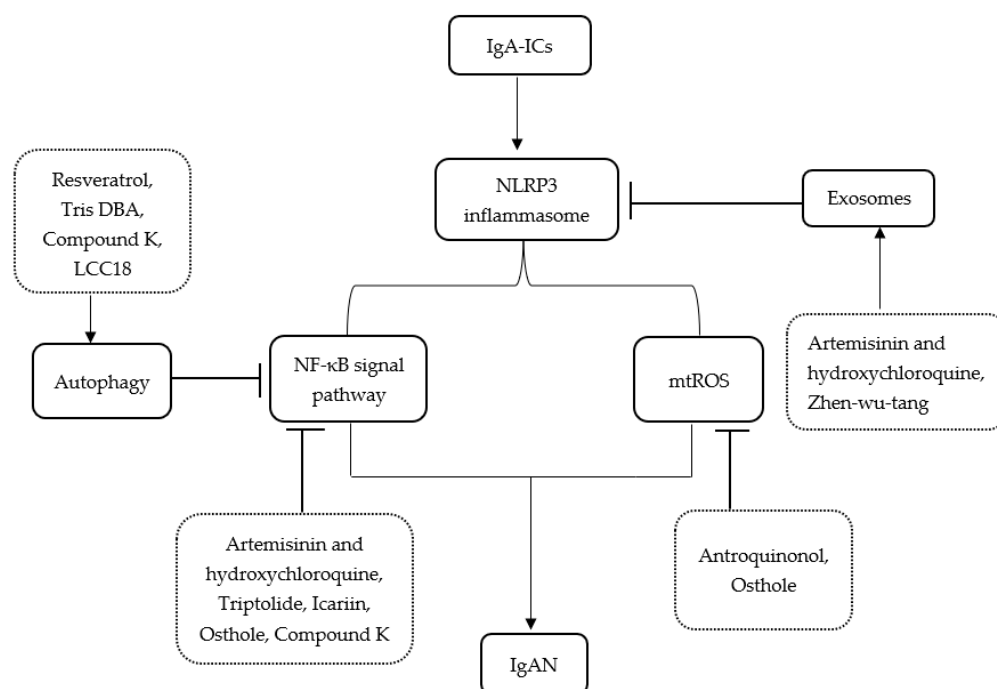 IgA-ICs
NLRP3
inflammasome
Exosomes
Resveratrol,
Tris DBA,
Compound K,
LCC18
Autophagy
NF-κB signal
pathway
mtROS
Artemisinin and
hydroxychloroquine,
Zhen-wu-tang
Artemisinin and
hydroxychloroquine,
Triptolide, Icariin,
Osthole, Compound K
Antroquinonol,
Osthole
IgAN